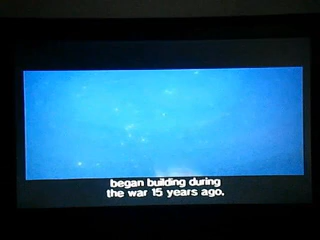 began building during
the war 15 years ago.